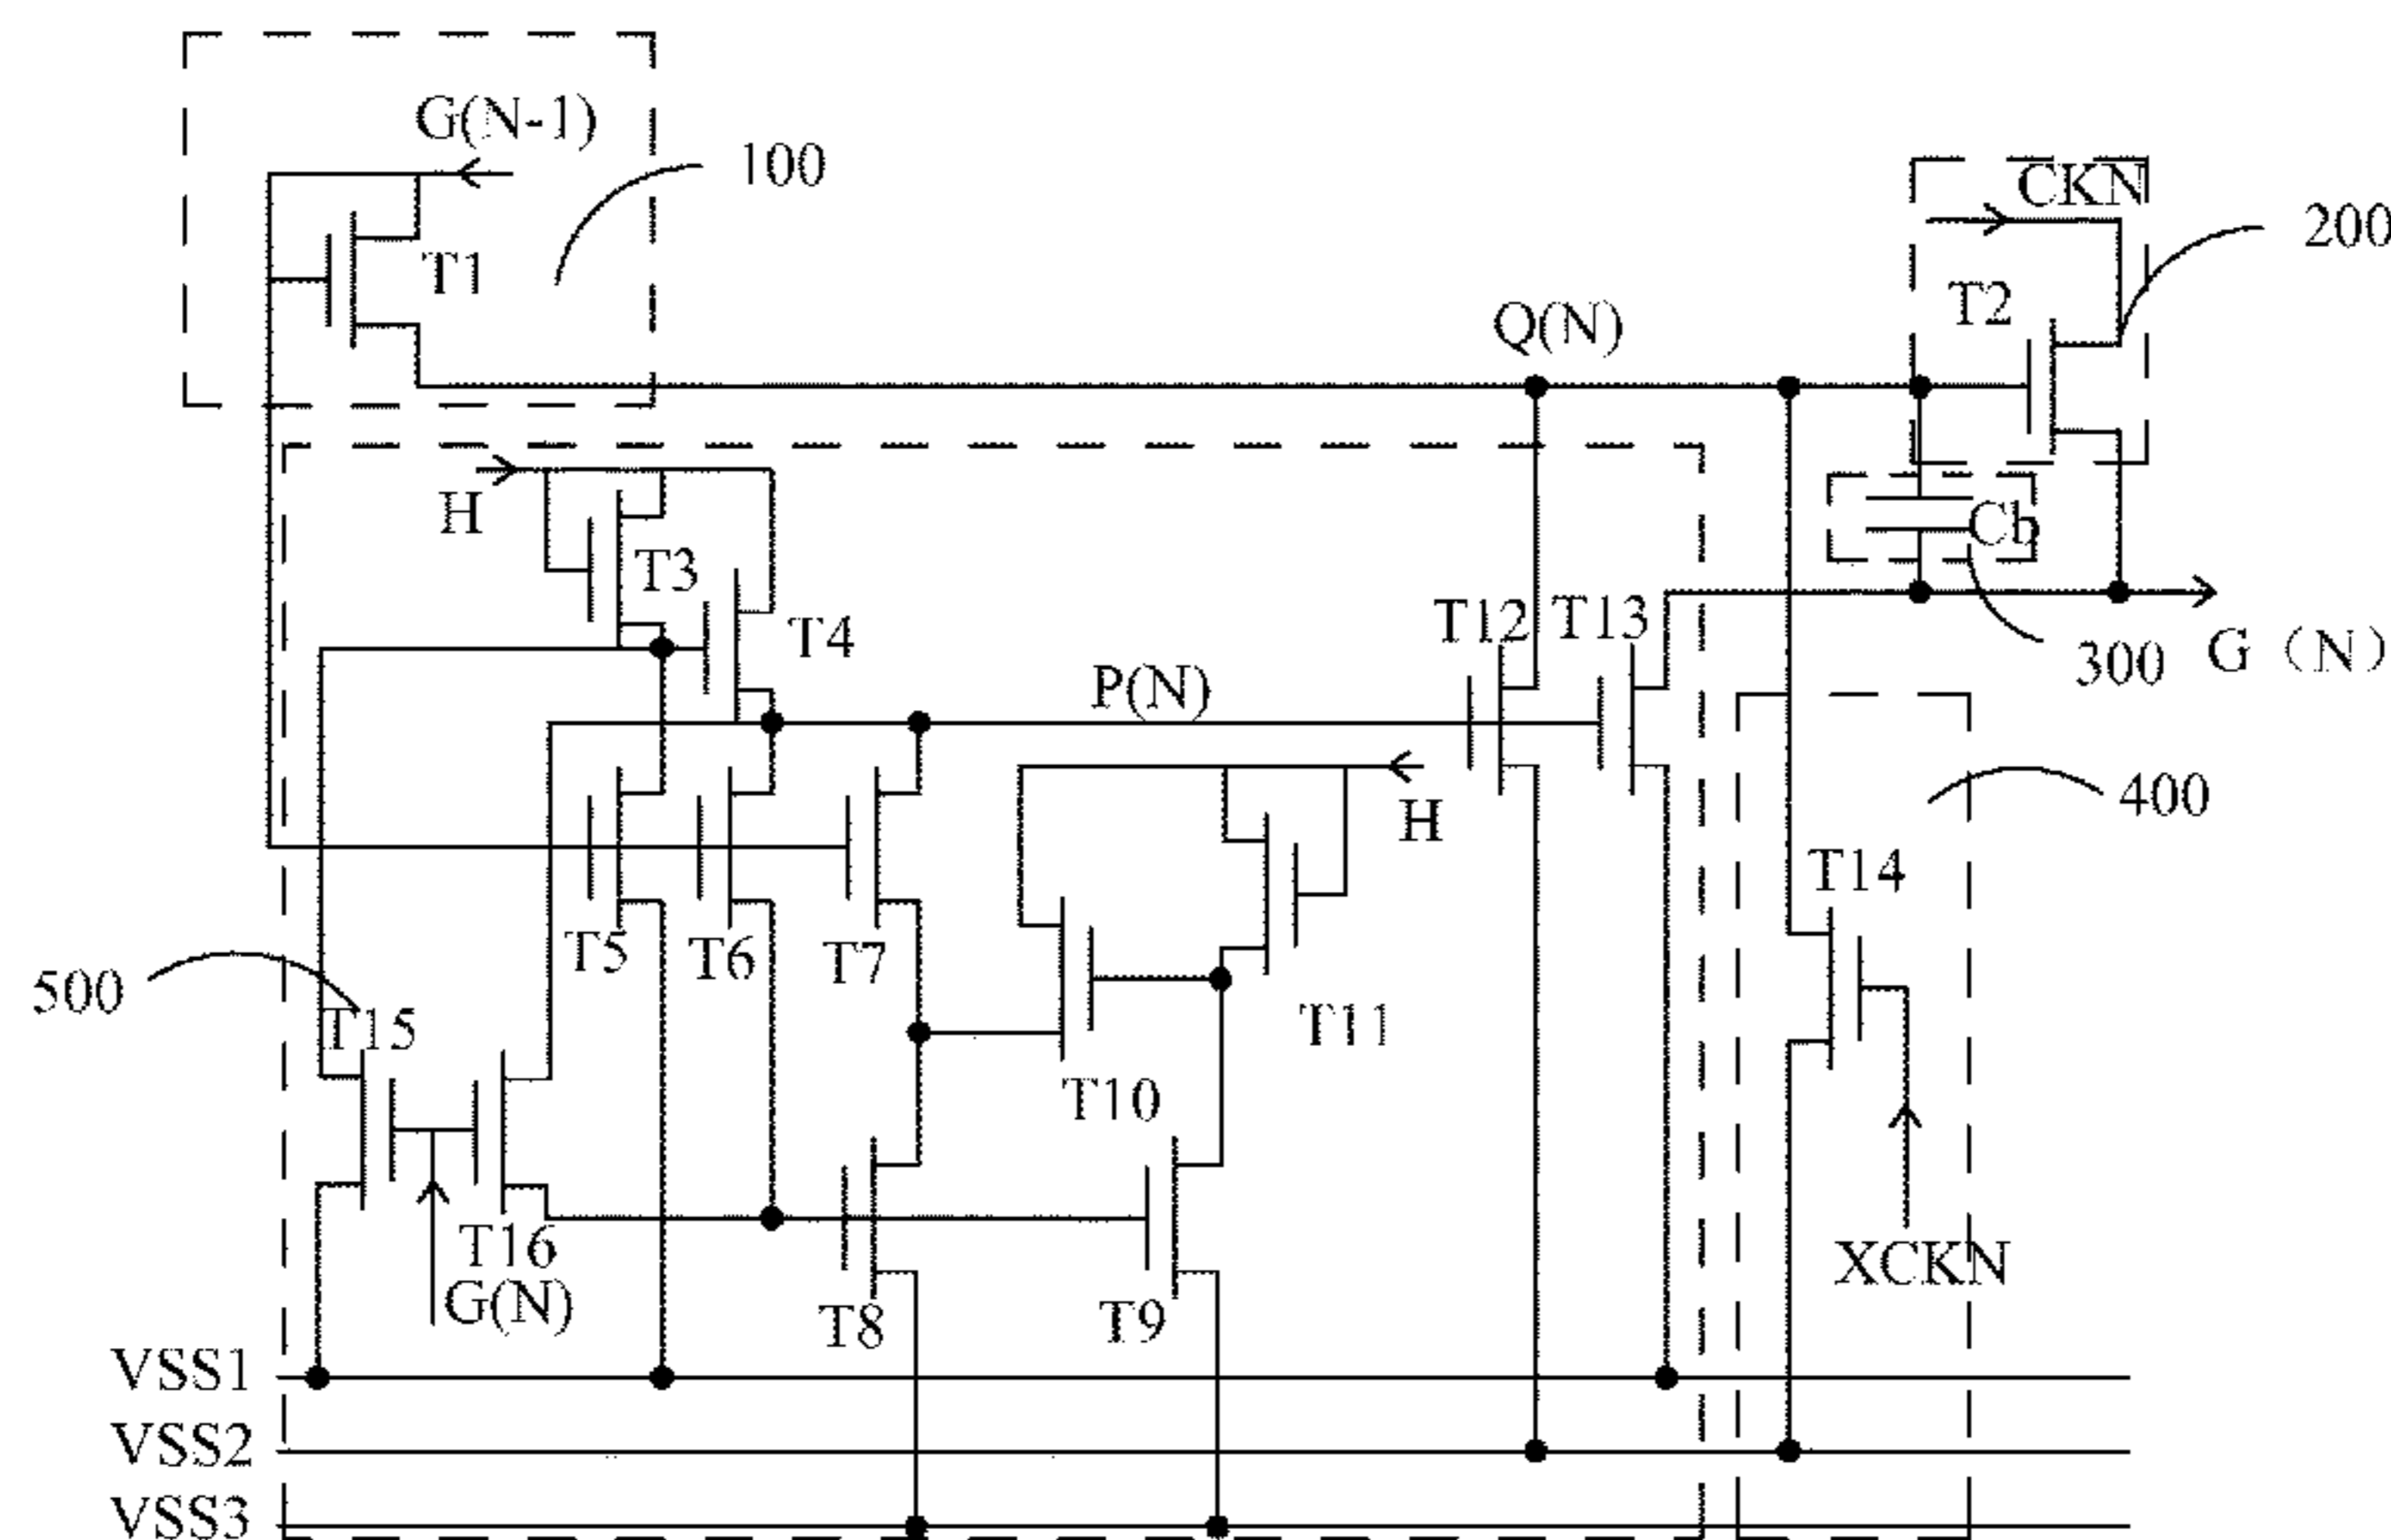 G(N-1)
100
CKN
200
T1
T2
Q(N)
H
T3
Cb
T4
T12
T13
300
G（N）
P(N)
H
400
T14
T5
T6
T7
500
T15
T11
T10
T16
XCKN
G(N)
T8
T9
VSS1
VSS2
VSS3